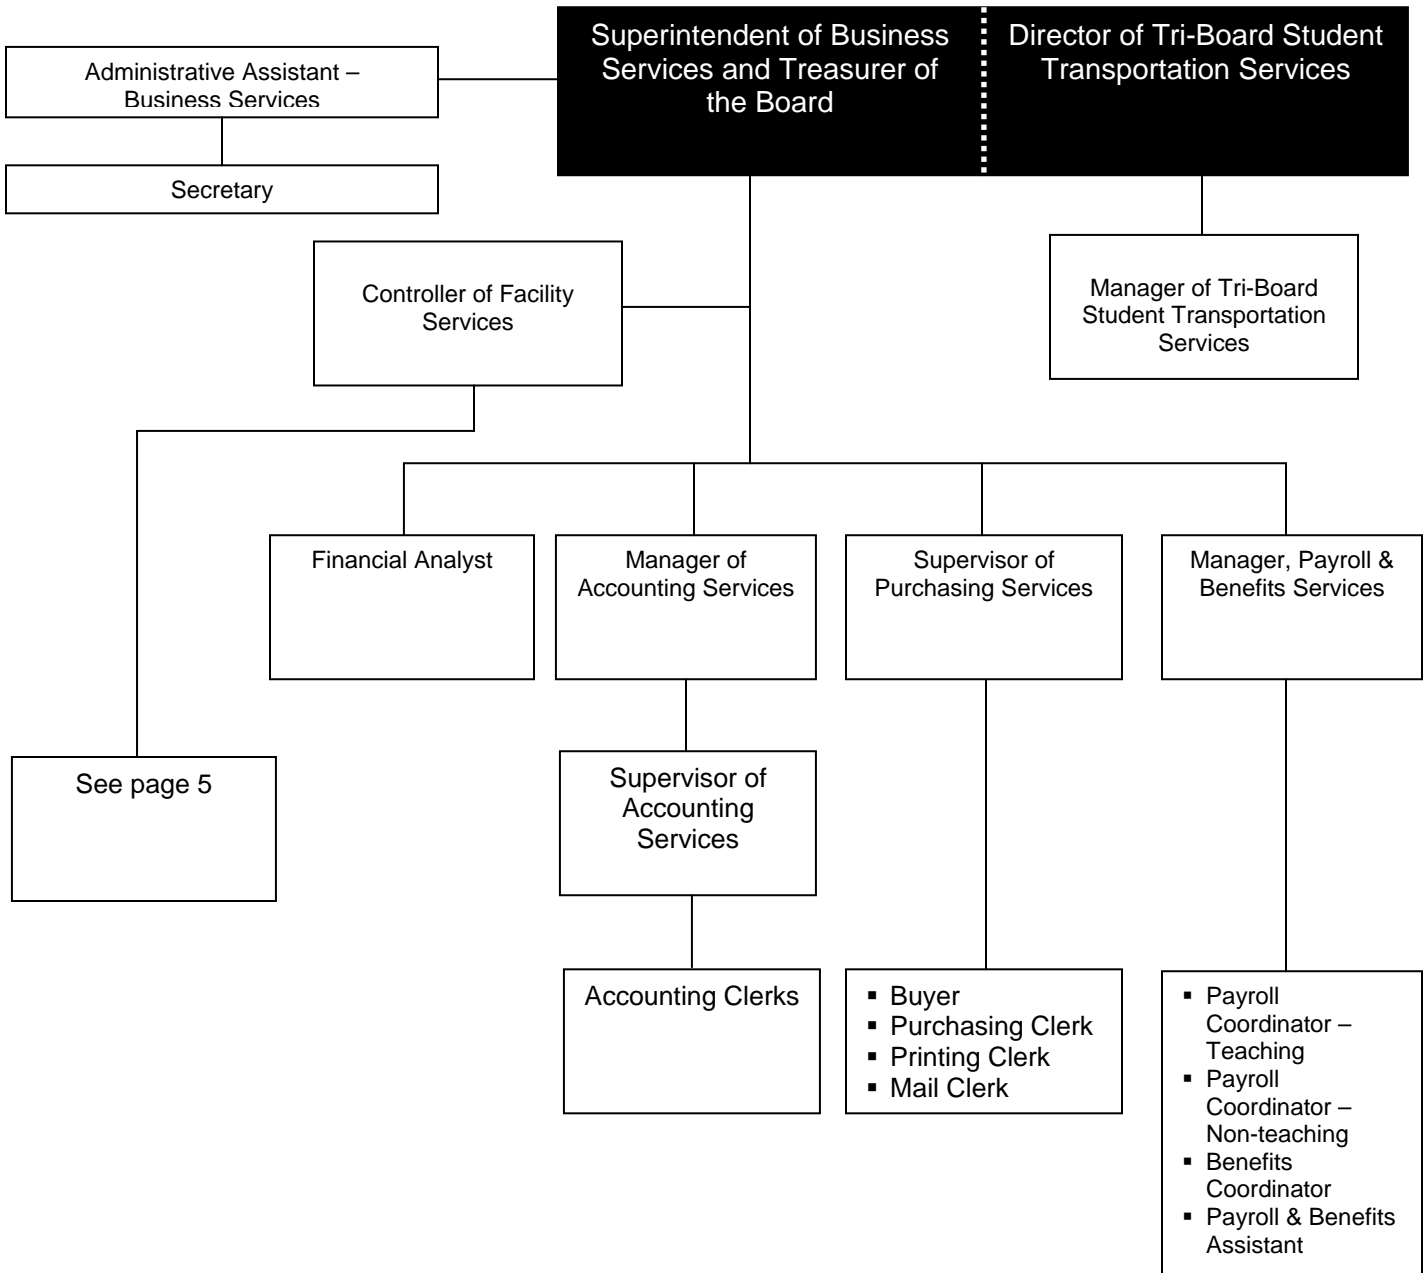 Superintendent of Business
Services and Treasurer of
the Board
Director of Tri-Board Student
Transportation Services
Administrative Assistant –
Business Services
Secretary
Controller of Facility
Services
Manager of Tri-Board
Student Transportation
Services
Financial Analyst
Manager of
Accounting Services
Supervisor of
Purchasing Services
Manager, Payroll &
Benefits Services
See page 5
Supervisor of
Accounting
Services
Accounting Clerks
▪ Buyer
▪ Purchasing Clerk
▪ Printing Clerk
▪ Mail Clerk
▪ Payroll
Coordinator –
Teaching
▪ Payroll
Coordinator –
Non-teaching
▪ Benefits
Coordinator
▪ Payroll & Benefits
Assistant